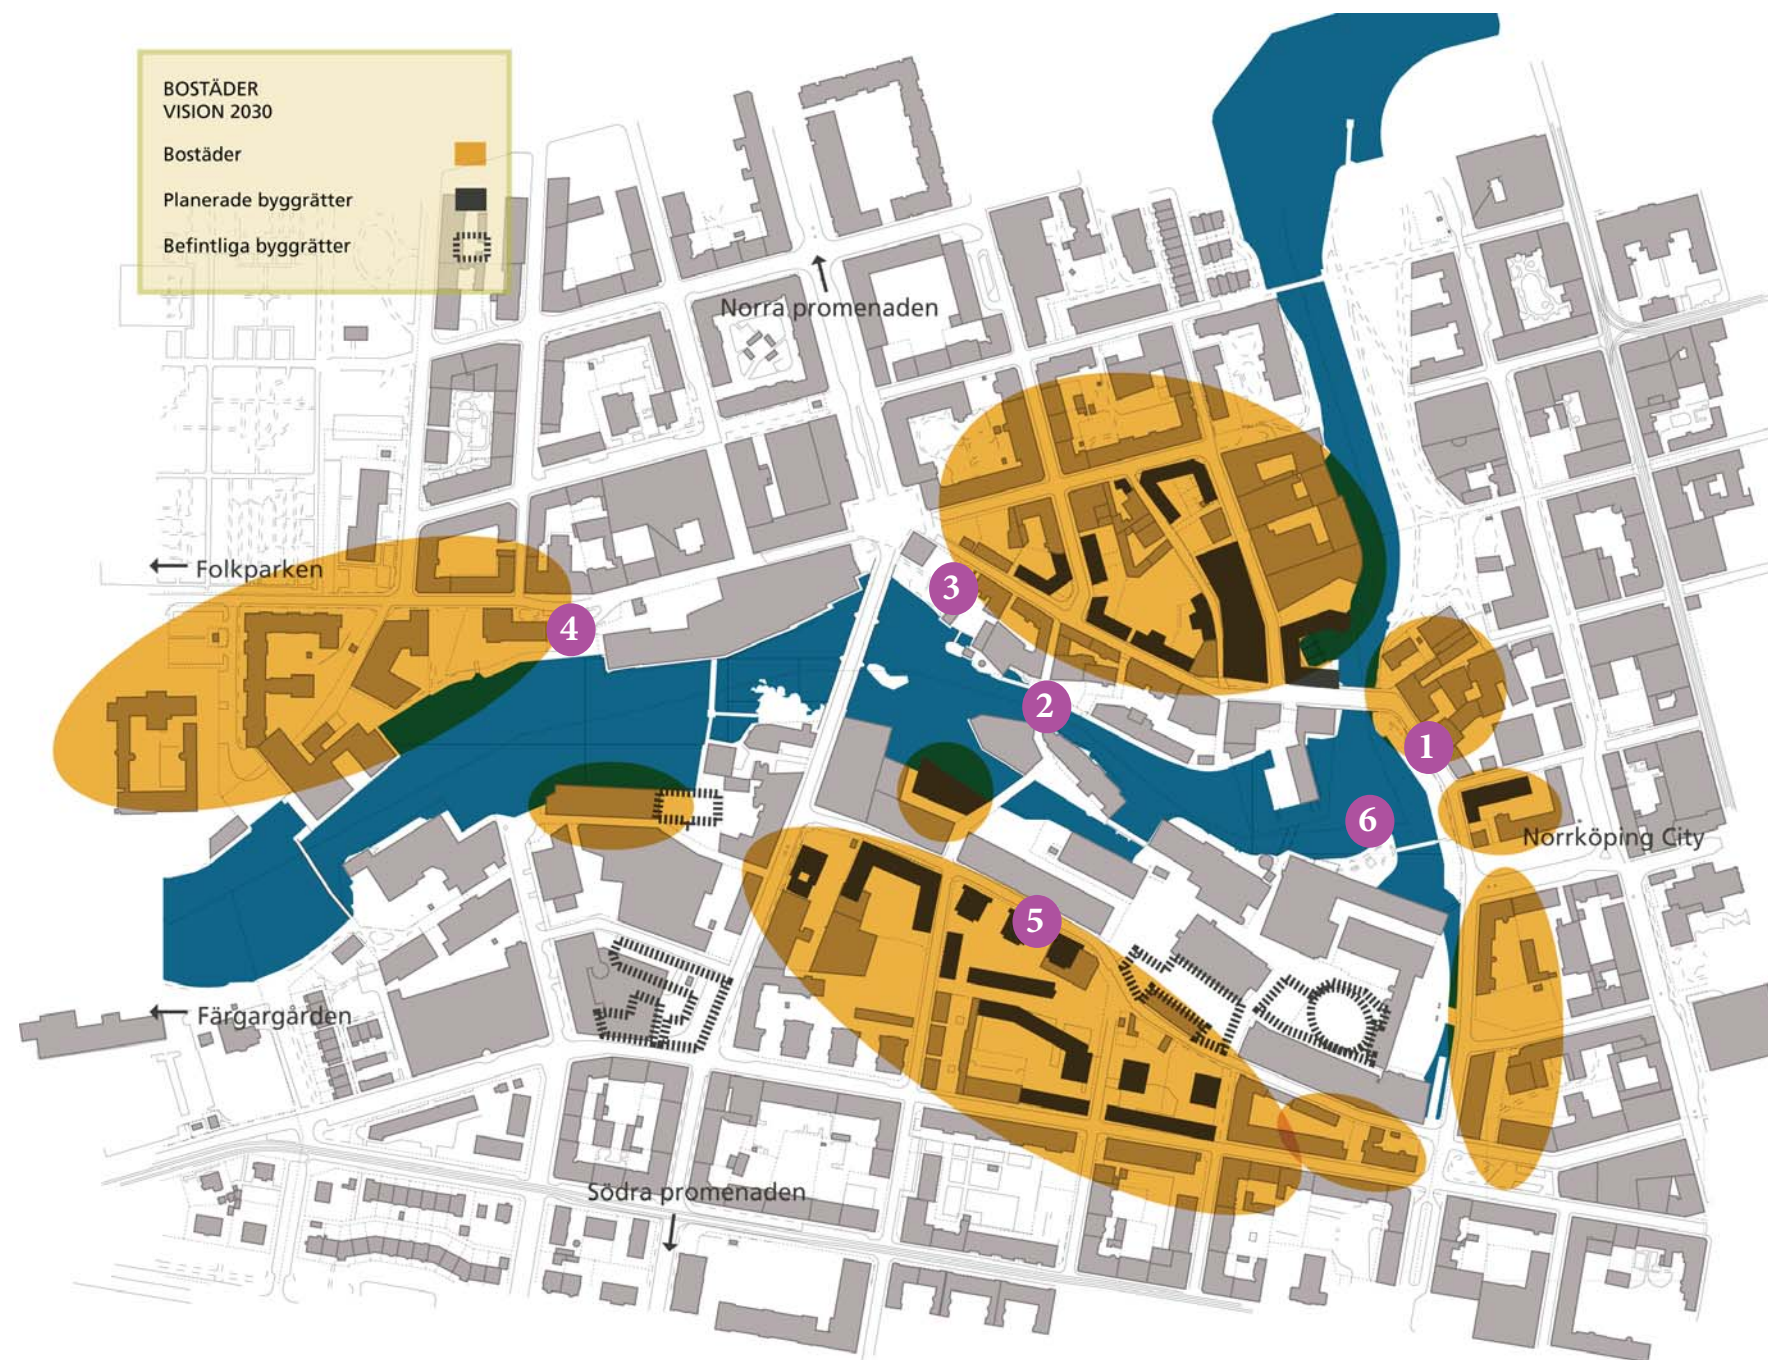 BOSTÄDER
VISION 2030
Bostäder
Planerade byggrätter
Befintliga byggrätter
Norra promenaden
Folkparken
3
4
2
1
6
Norrköping City
5
Färgargården
Södra promenaden